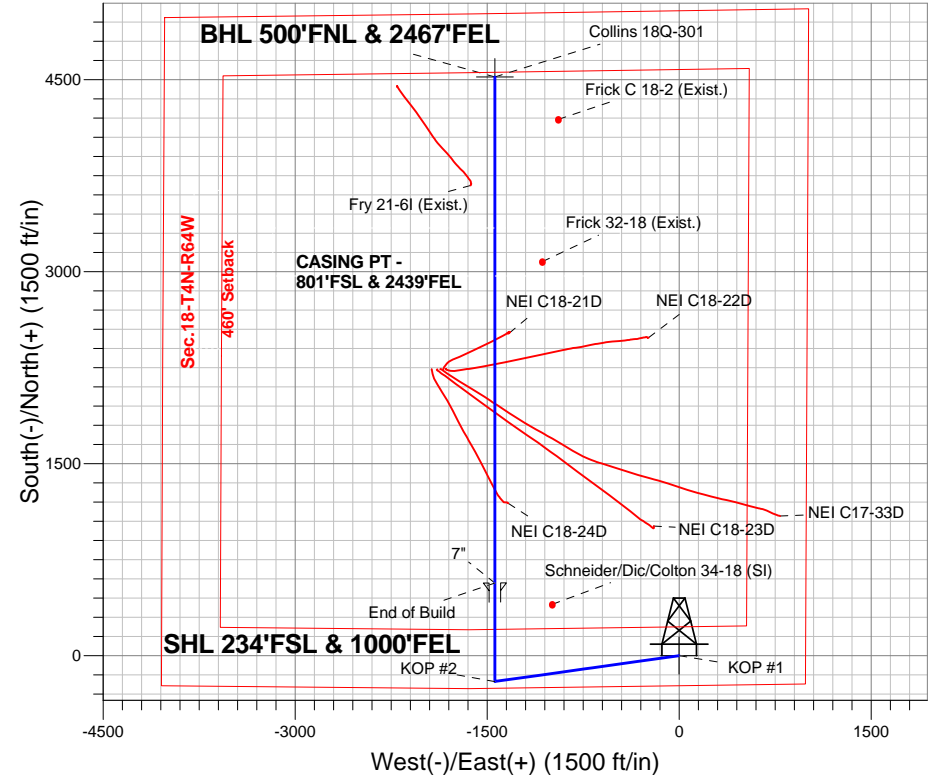 BHL 500'FNL & 2467'FEL
Collins 18Q-301
4500
Frick C 18-2 (Exist.)
Fry 21-6I (Exist.)
Frick 32-18 (Exist.)
Sec.18-T4N-R64W
460' Setback
CASING PT -
801'FSL & 2439'FEL
3000
NEI C18-21D
NEI C18-22D
South(-)/North(+) (1500 ft/in)
1500
NEI C17-33D
NEI C18-24D
NEI C18-23D
7"
Schneider/Dic/Colton 34-18 (SI)
End of Build
SHL 234'FSL & 1000'FEL
0
KOP #2
KOP #1
-4500
-3000
-1500
0
1500
West(-)/East(+) (1500 ft/in)